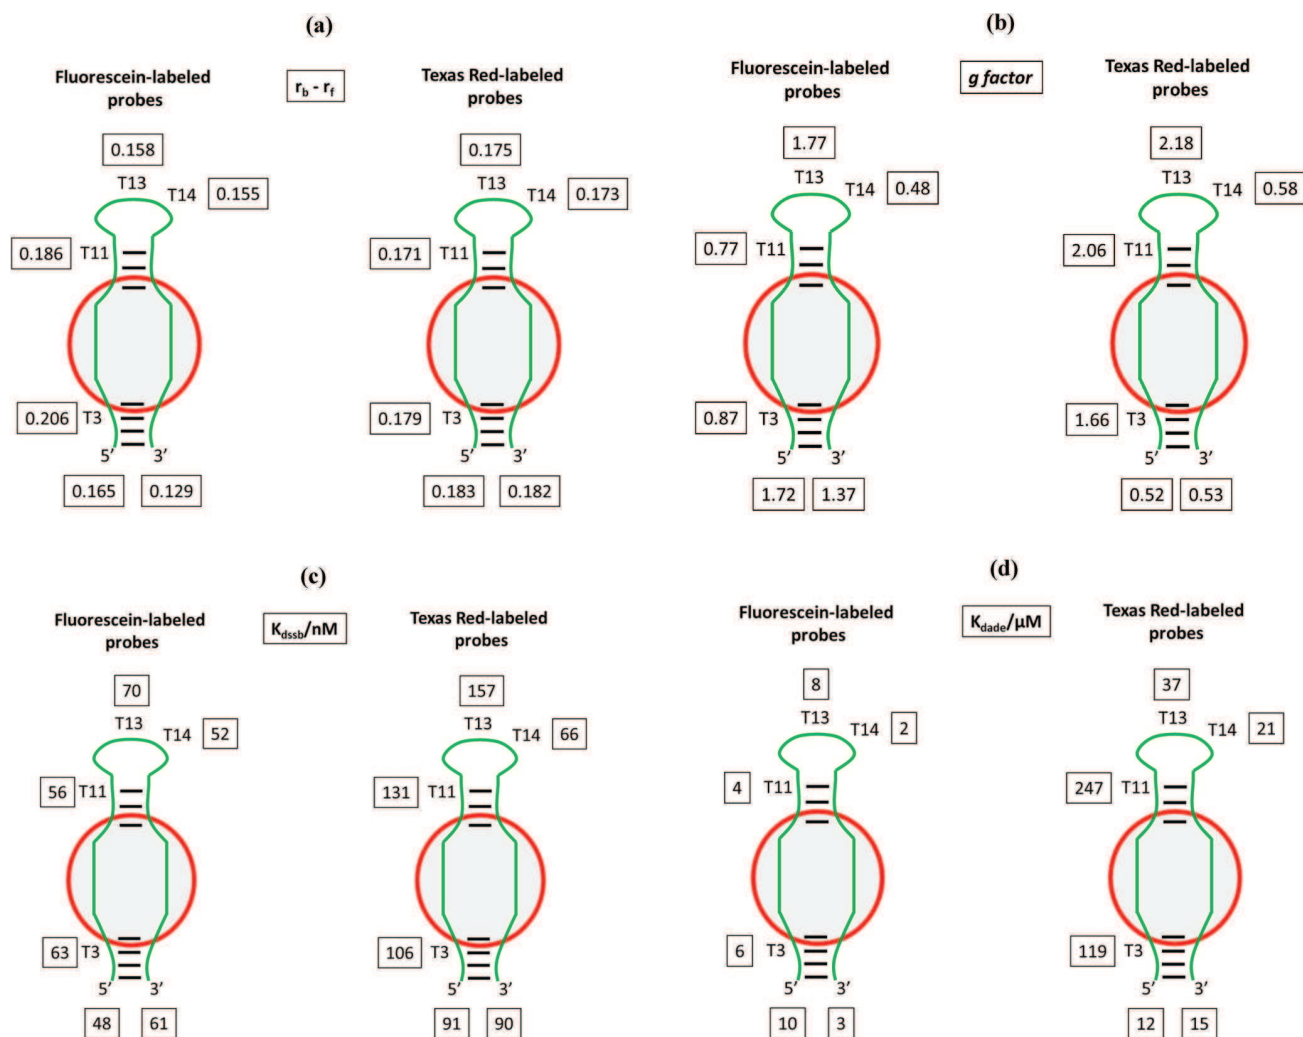 (a)
Fluorescein-labeled
probes
r_b - r_f
Texas Red-labeled
probes
0.158
T13
T14 0.155
0.186 T11
0.206 T3
5’ 3’
0.165 0.129
0.175
T13
T14 0.173
0.171 T11
0.179 T3
5’ 3’
0.183 0.182
(b)
Fluorescein-labeled
probes
g factor
Texas Red-labeled
probes
1.77
T13
T14 0.48
0.77 T11
0.87 T3
5’ 3’
1.72 1.37
2.18
T13
T14 0.58
2.06 T11
1.66 T3
5’ 3’
0.52 0.53
(c)
Fluorescein-labeled
probes
K_dssb/nM
Texas Red-labeled
probes
70
T13
T14 52
56 T11
63 T3
5’ 3’
48 61
157
T13
T14 66
131 T11
106 T3
5’ 3’
91 90
(d)
Fluorescein-labeled
probes
K_dade/µM
Texas Red-labeled
probes
8
T13
T14 2
4 T11
6 T3
5’ 3’
10 3
37
T13
T14 21
247 T11
119 T3
5’ 3’
12 15